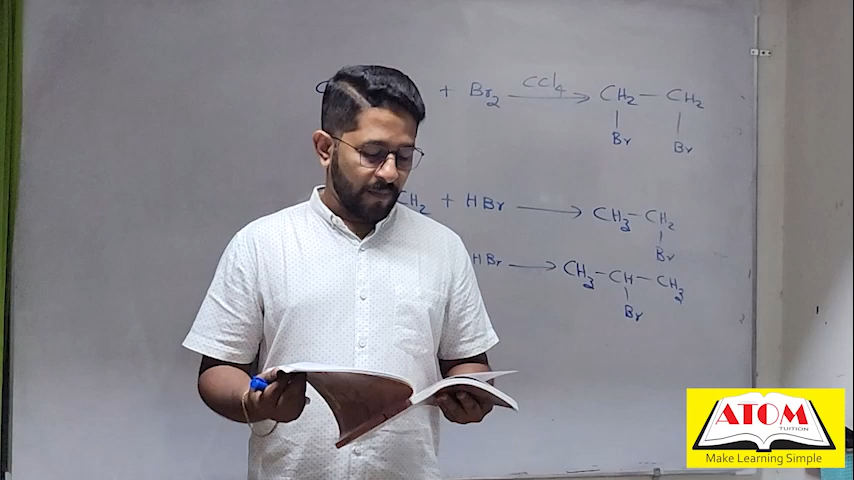 + Br2 CCl4 CH2 — CH2
Br Br
CH2 + HBr → CH3 – CH2
Br
HBr → CH3 – CH – CH3
Br
ATOM
TUITION
Make Learning Simple